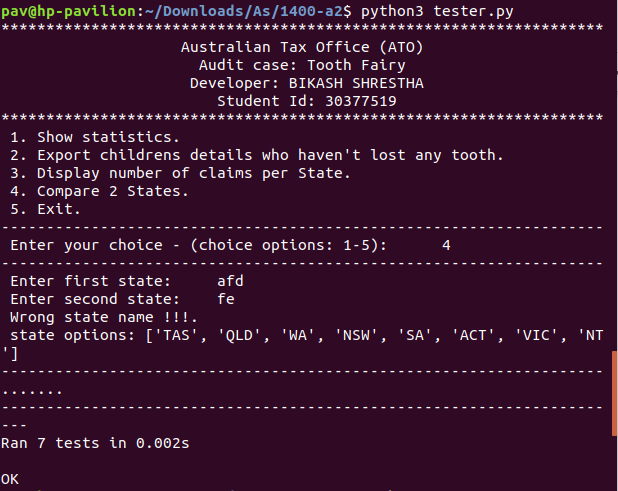 pav@hp-pavilion:~/Downloads/As/1400-a2$ python3 tester.py
*******************************************************************
Australian Tax Office (ATO)
Audit case: Tooth Fairy
Developer: BIKASH SHRESTHA
Student Id: 30377519
*******************************************************************
1. Show statistics.
2. Export childrens details who haven't lost any tooth.
3. Display number of claims per State.
4. Compare 2 States.
5. Exit.
-------------------------------------------------------------------
Enter your choice - (choice options: 1-5): 4
-------------------------------------------------------------------
Enter first state: afd
Enter second state: fe
Wrong state name !!!.
state options: ['TAS', 'QLD', 'WA', 'NSW', 'SA', 'ACT', 'VIC', 'NT
']
-------------------------------------------------------------------
.......
-------------------------------------------------------------------
---
Ran 7 tests in 0.002s
OK